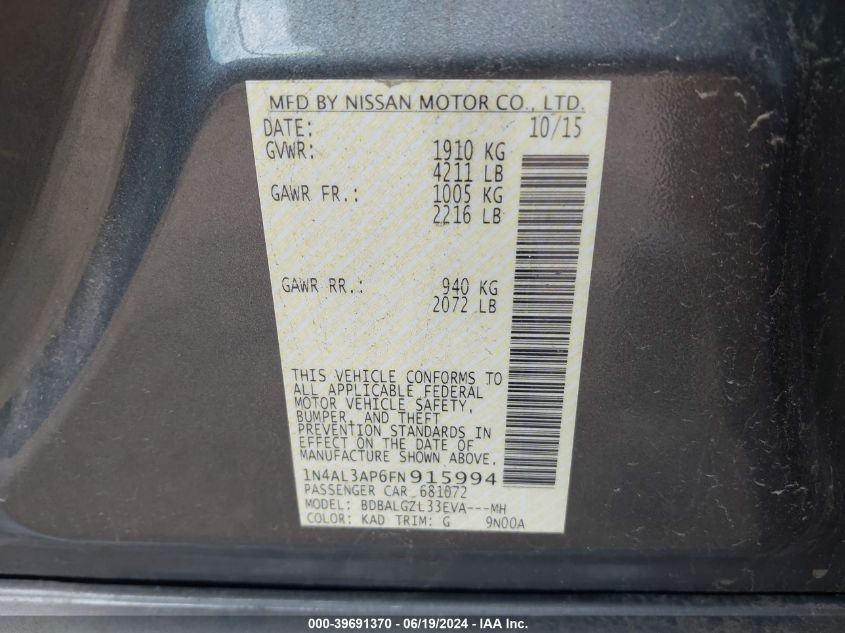 MFD BY NISSAN MOTOR CO., LTD.
DATE: 10/15
GVWR: 1910 KG
4211 LB
GAWR FR.: 1005 KG
2216 LB
GAWR RR.: 940 KG
2072 LB
THIS VEHICLE CONFORMS TO
ALL APPLICABLE FEDERAL
MOTOR VEHICLE SAFETY,
BUMPER, AND THEFT
PREVENTION STANDARDS IN
EFFECT ON THE DATE OF
MANUFACTURE SHOWN ABOVE.
1N4AL3AP6FN915994
PASSENGER CAR 681072
MODEL: BDBALGZL33EVA---MH
COLOR: KAD TRIM: G 9N00A
000-39691370 - 06/19/2024 - IAA Inc.